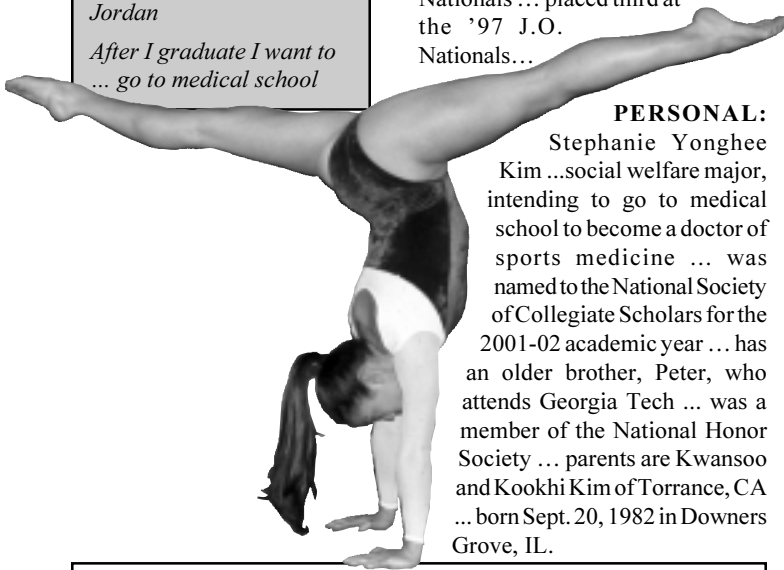 Jordan
After I graduate I want to
... go to medical school
Nationals … placed third at
the ’97 J.O.
Nationals…
PERSONAL:
Stephanie Yonghee
Kim ...social welfare major,
intending to go to medical
school to become a doctor of
sports medicine ... was
named to the National Society
of Collegiate Scholars for the
2001-02 academic year … has
an older brother, Peter, who
attends Georgia Tech ... was a
member of the National Honor
Society … parents are Kwansoo
and Kookhi Kim of Torrance, CA
... born Sept. 20, 1982 in Downers
Grove, IL.